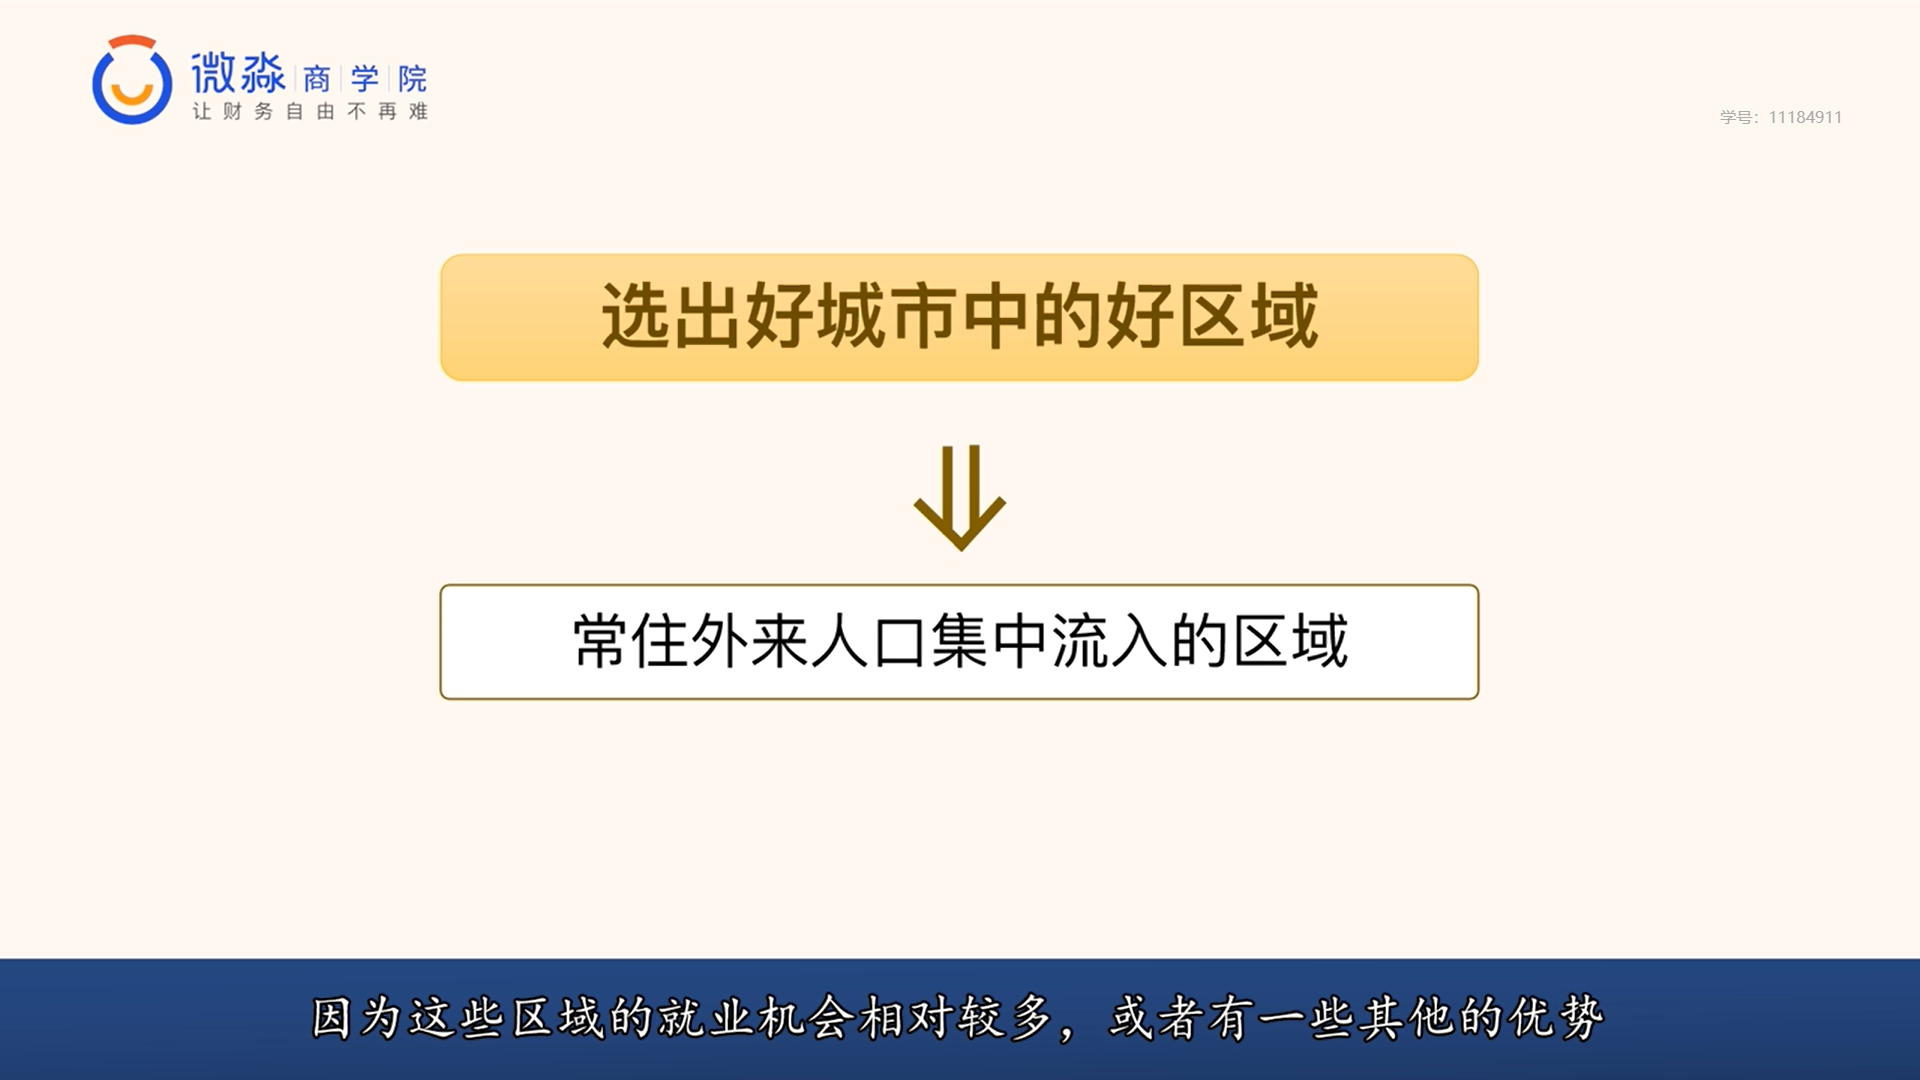 微淼 商 学 院
让财务自由不再难
学号：11184911
选出好城市中的好区域
常住外来人口集中流入的区域
因为这些区域的就业机会相对较多，或者有一些其他的优势